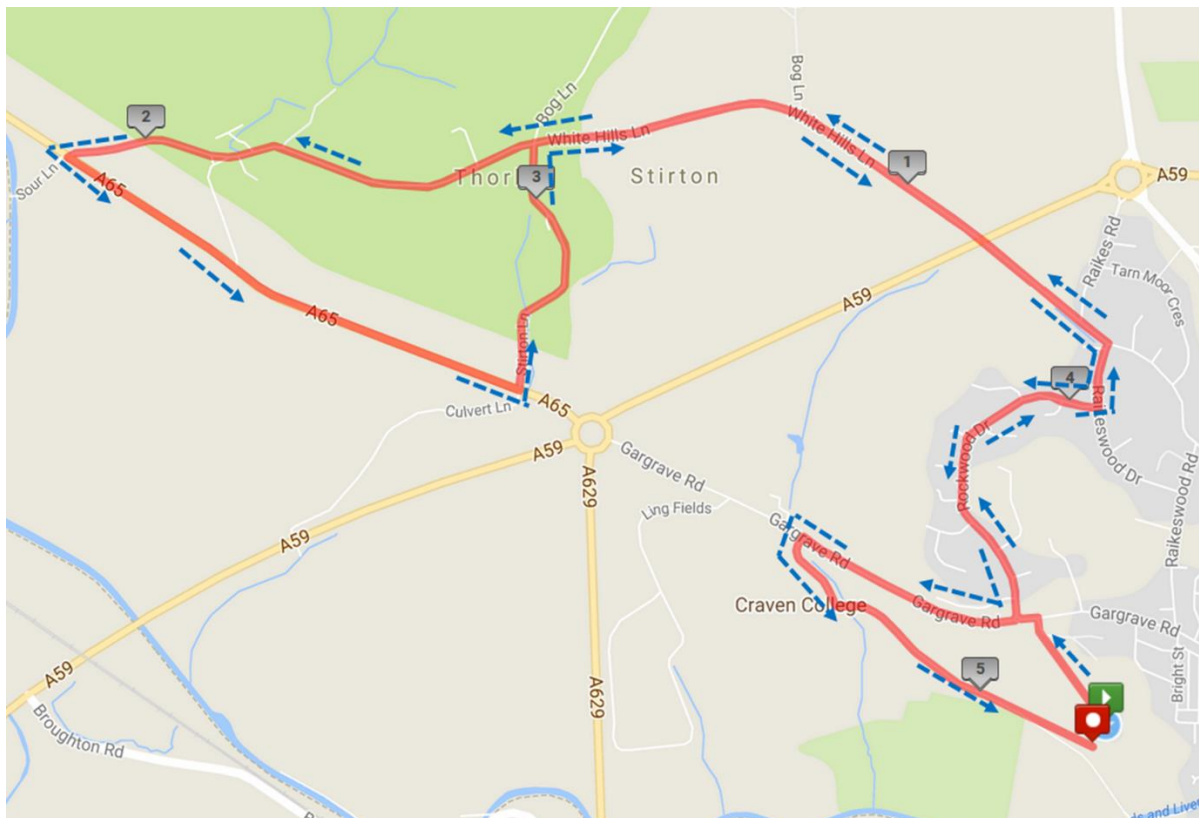 Bog Ln
2
Bog Ln
White Hills Ln
White Hills Ln
1
A59
Sour Ln
A65
Thor
3
Stirton
Raikes Rd
Tarn Moor Cres
A59
A65
Stirton Ln
4
Raikeswood Dr
Culvert Ln
A65
A59
Gargrave Rd
Rockwood Dr
Raikeswood Rd
A629
Ling Fields
A59
Gargrave Rd
Craven College
Gargrave Rd
Gargrave Rd
Bright St
A59
5
A629
Broughton Rd